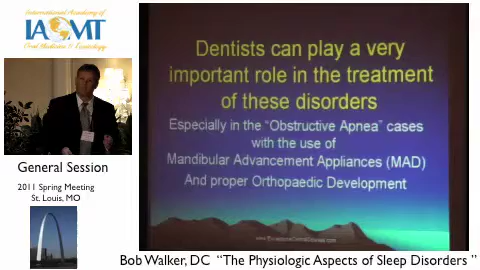 International Academy of
IAOMT
Oral Medicine & Toxicology
General Session
2011 Spring Meeting
St. Louis, MO
Dentists can play a very
important role in the treatment
of these disorders
Especially in the “Obstructive Apnea” cases
with the use of
Mandibular Advancement Appliances (MAD)
And proper Orthopaedic Development
Bob Walker, DC “The Physiologic Aspects of Sleep Disorders ”